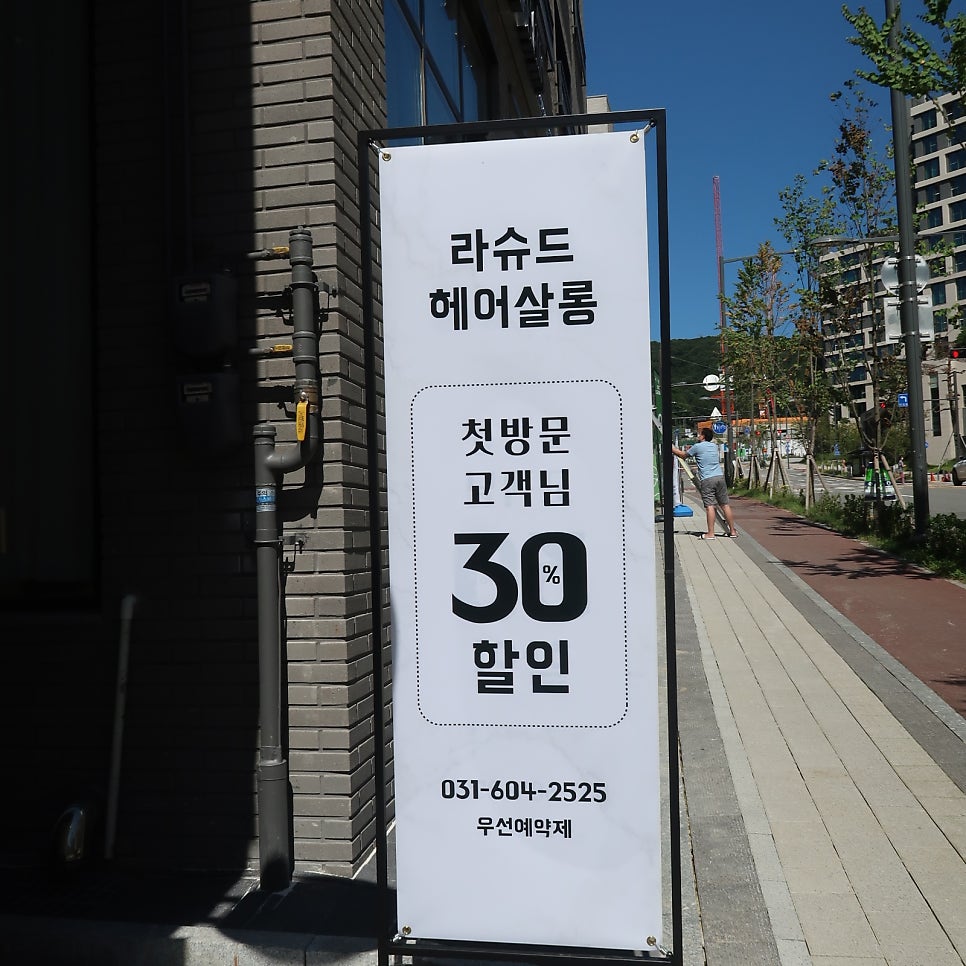 라슈드
헤어살롱
첫방문
고객님
30%
할인
031-604-2525
우선예약제